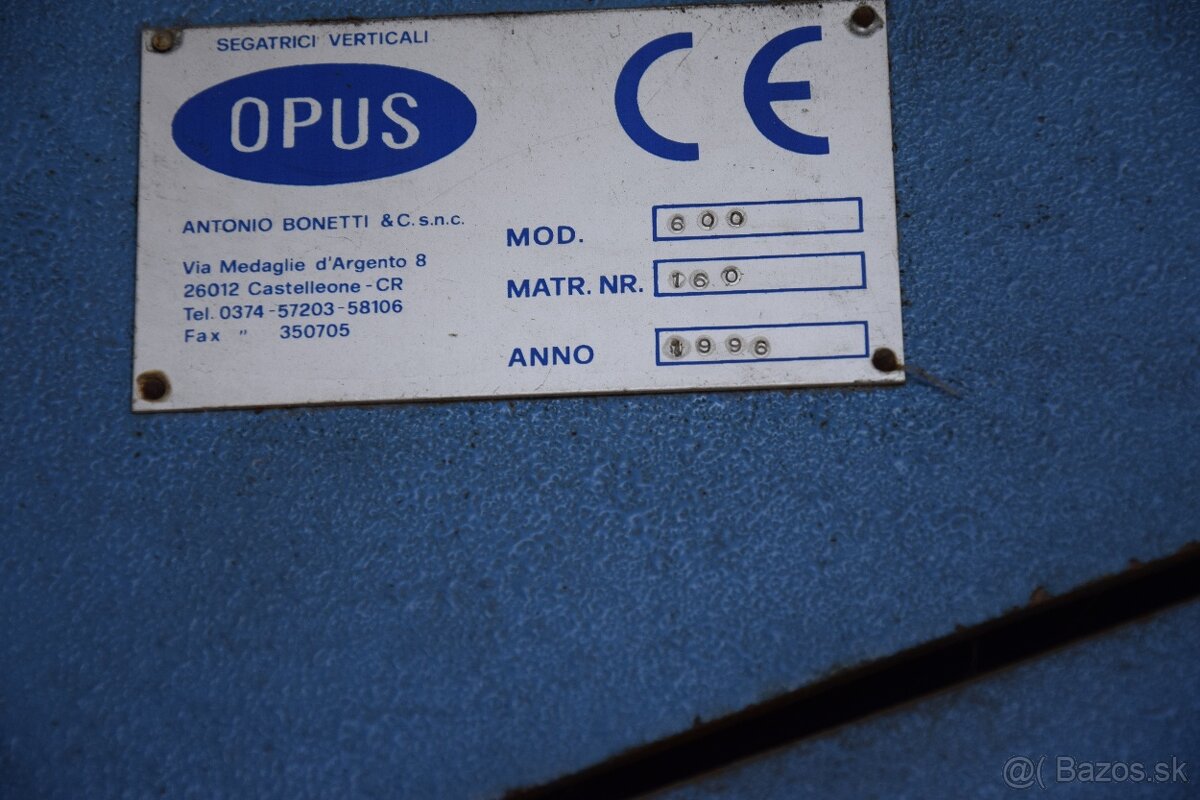 SEGATRICI VERTICALI
OPUS
CE
ANTONIO BONETTI & C. s.n.c.
Via Medaglie d'Argento 8
26012 Castelleone - CR
Tel. 0374 - 57203 - 58106
Fax " 350705
MOD. 600
MATR. NR. 160
ANNO 1996
@( Bazos.sk